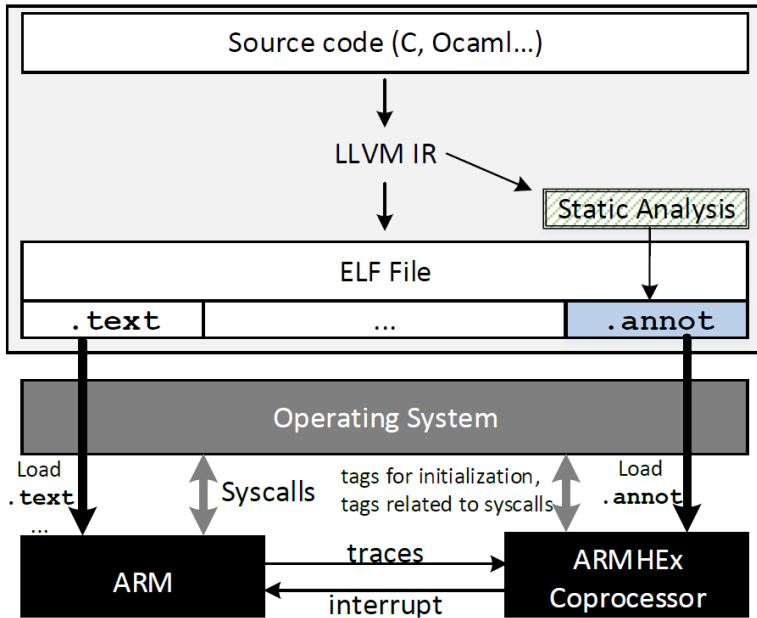 Source code (C, Ocaml...)
LLVM IR
Static Analysis
ELF File
.text
...
.annot
Operating System
Load
.text
...
Syscalls
tags for initialization,
tags related to syscalls
Load
.annot
ARM
traces
interrupt
ARMHEx
Coprocessor